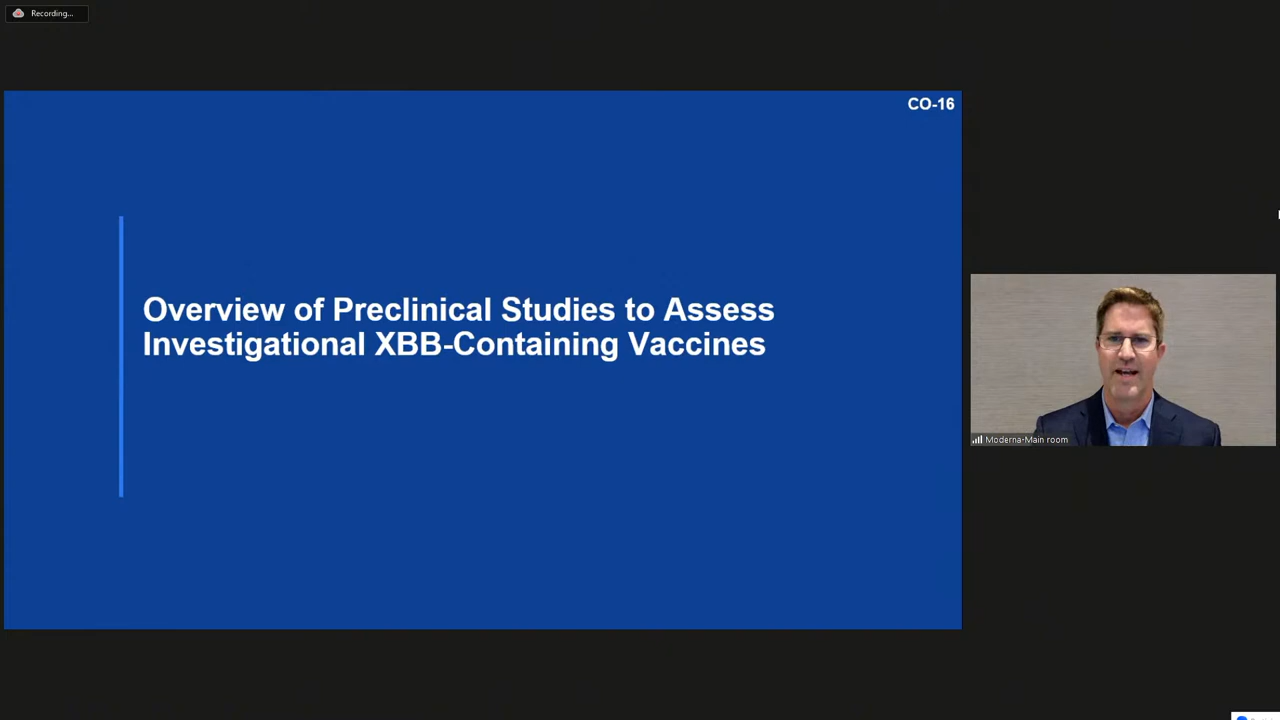 Recording...
CO-16
Overview of Preclinical Studies to Assess
Investigational XBB-Containing Vaccines
Moderna-Main room